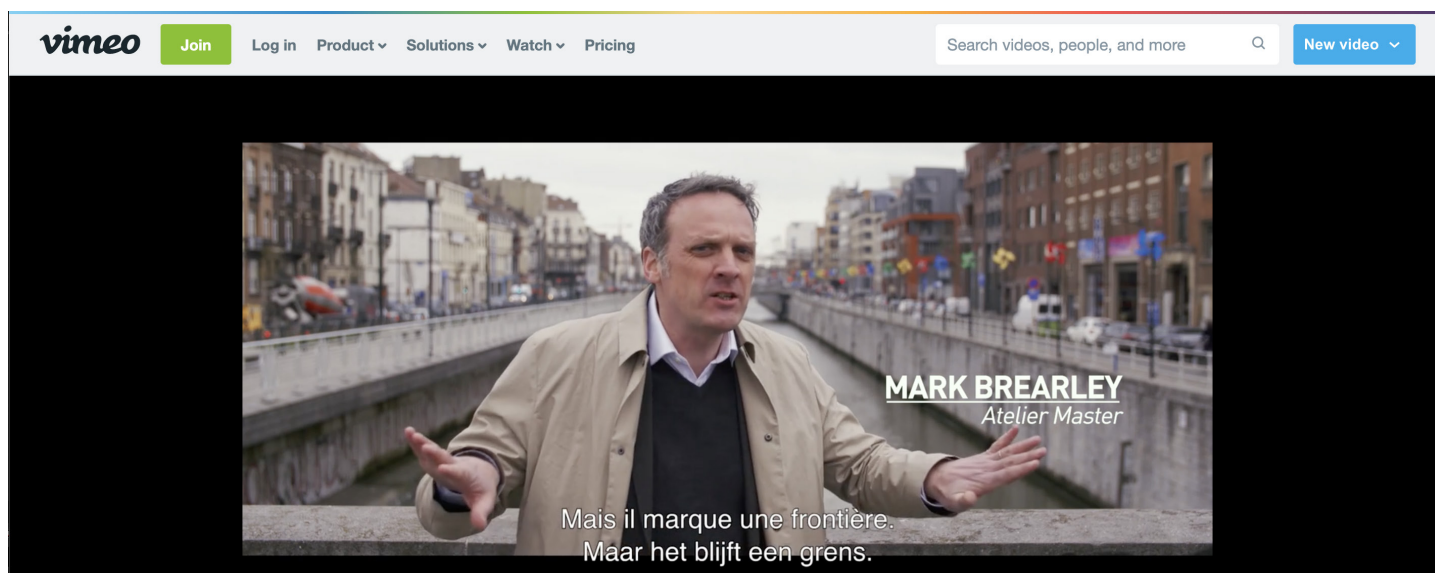 vimeo Join Log in Product Solutions Watch Pricing Search videos, people, and more New video
MARK BREARLEY
Atelier Master
Mais il marque une frontière.
Maar het blijft een grens.